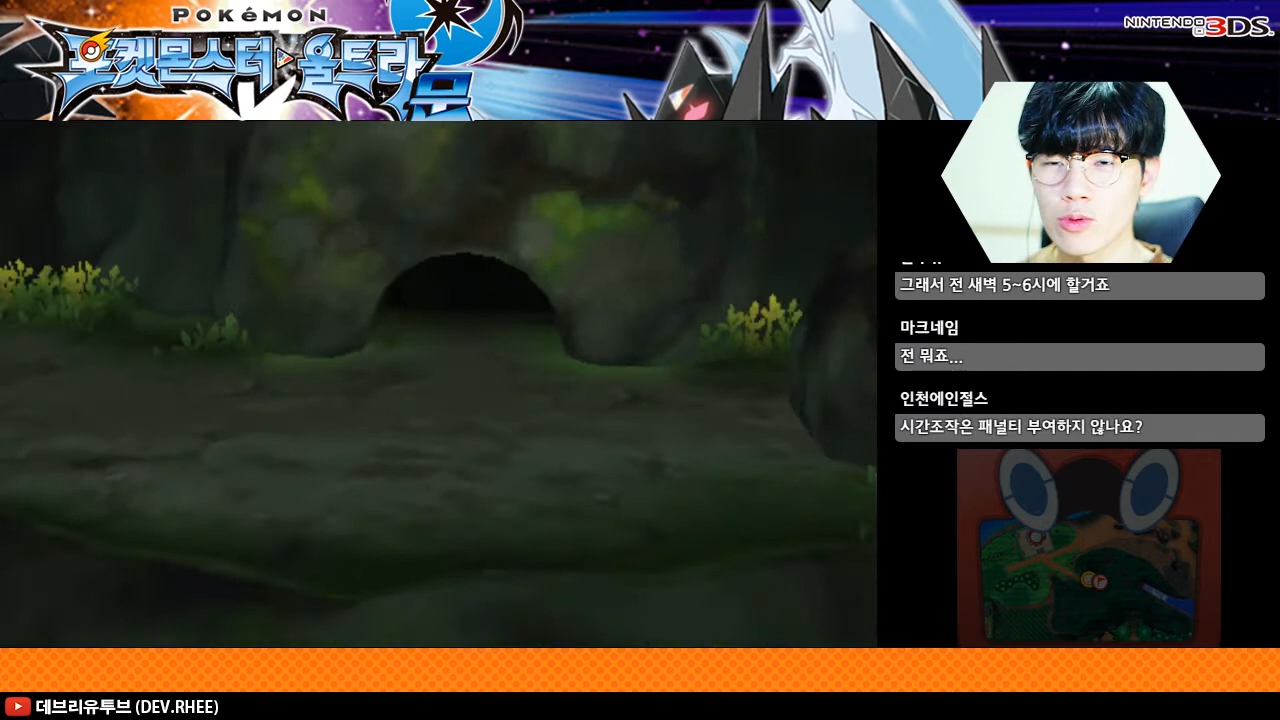 POKéMON
포켓몬스터 울트라문
NINTENDO 3DS.
그래서 전 새벽 5~6시에 할거죠
마크네임
전 뭐죠...
인천에인절스
시간조작은 패널티 부여하지 않나요?
데브리유투브 (DEV.RHEE)